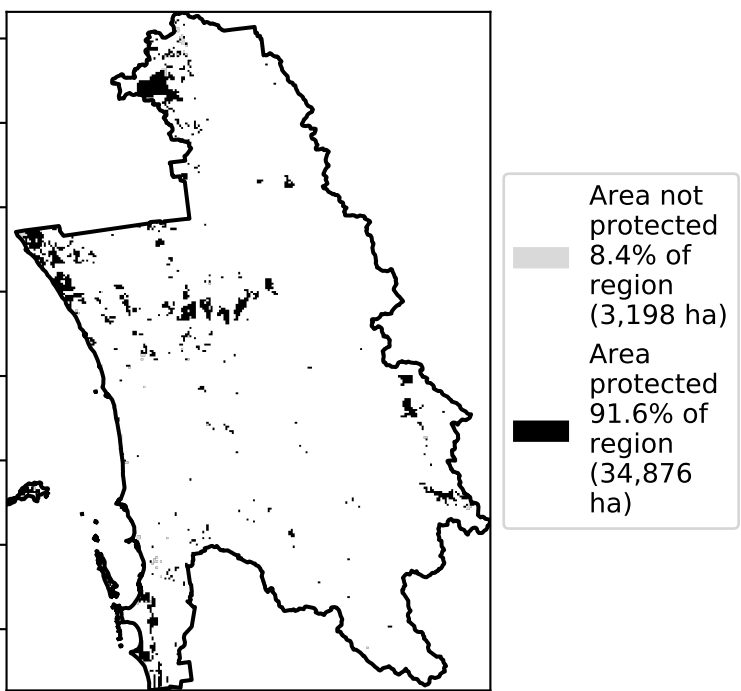 Area not
protected
8.4% of
region
(3,198 ha)
Area
protected
91.6% of
region
(34,876
ha)